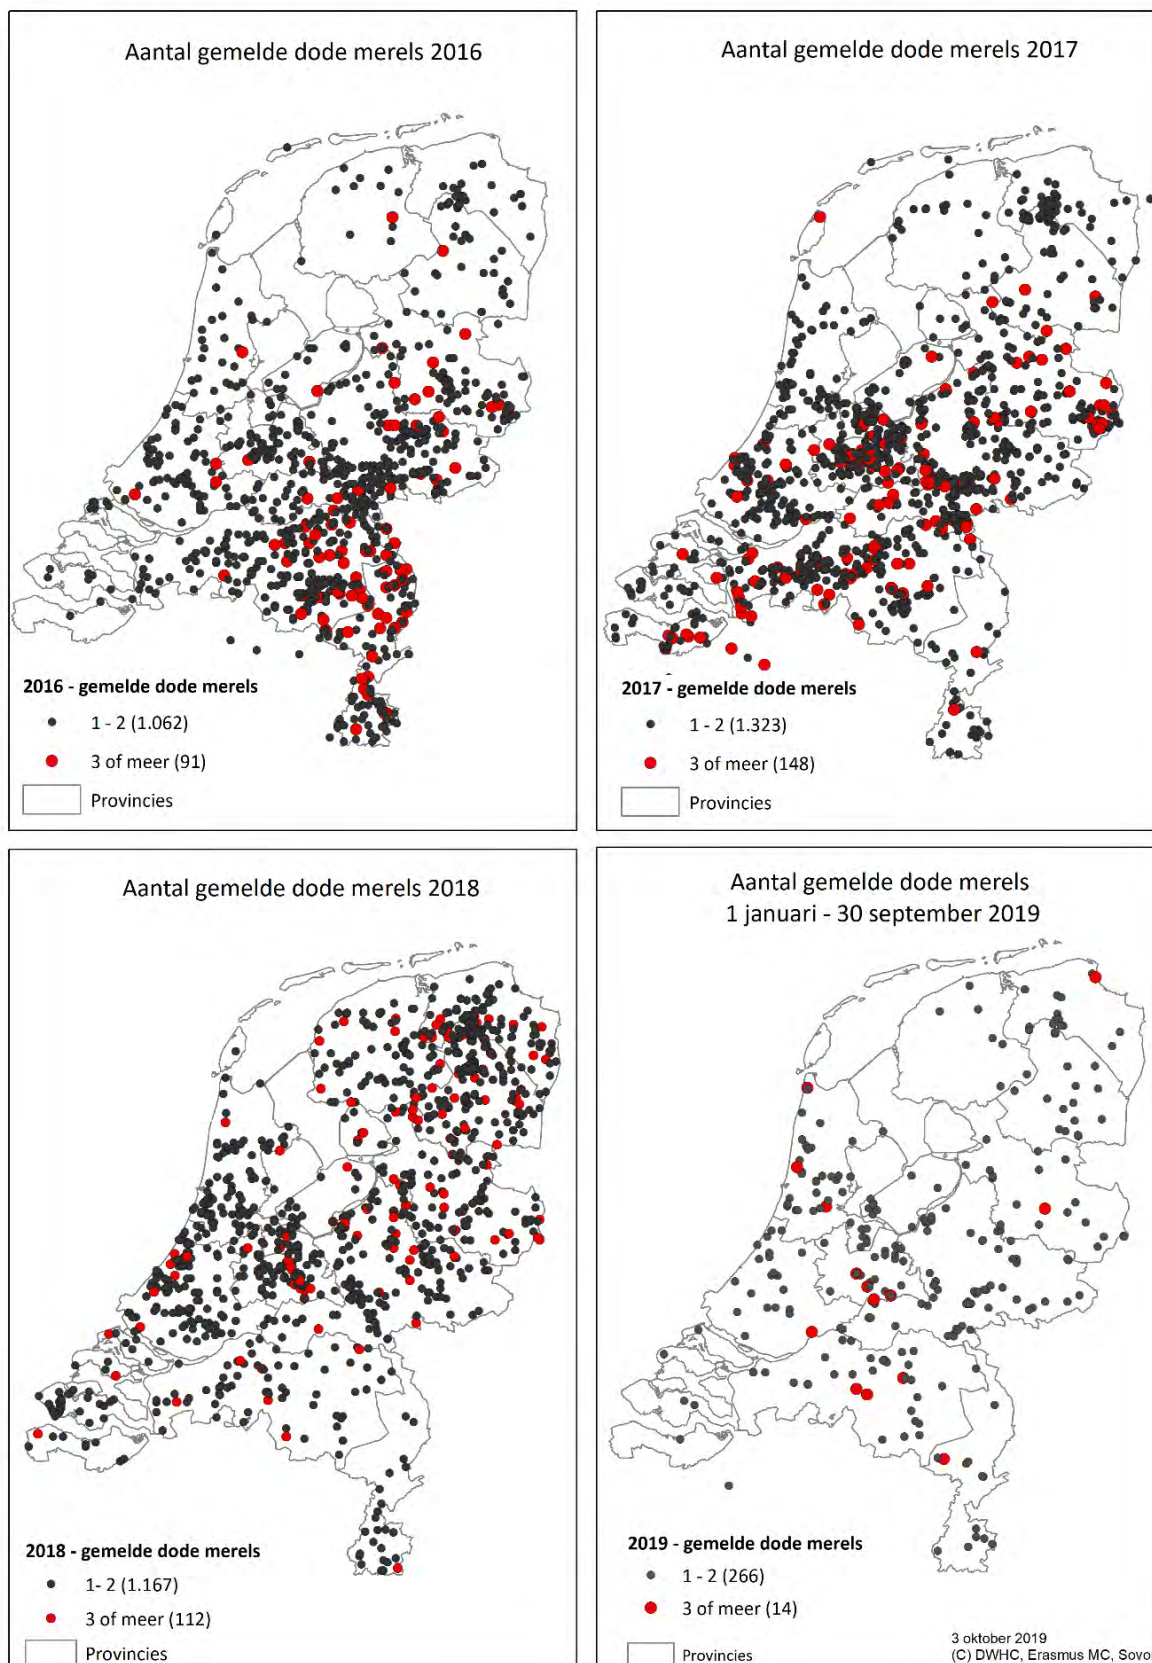 Aantal gemelde dode merels 2016
2016 - gemelde dode merels
1 - 2 (1.062)
3 of meer (91)
Provincies
Aantal gemelde dode merels 2017
2017 - gemelde dode merels
1 - 2 (1.323)
3 of meer (148)
Provincies
Aantal gemelde dode merels 2018
2018 - gemelde dode merels
1- 2 (1.167)
3 of meer (112)
Provincies
Aantal gemelde dode merels
1 januari - 30 september 2019
2019 - gemelde dode merels
1 - 2 (266)
3 of meer (14)
Provincies
3 oktober 2019
(C) DWHC, Erasmus MC, Sovo